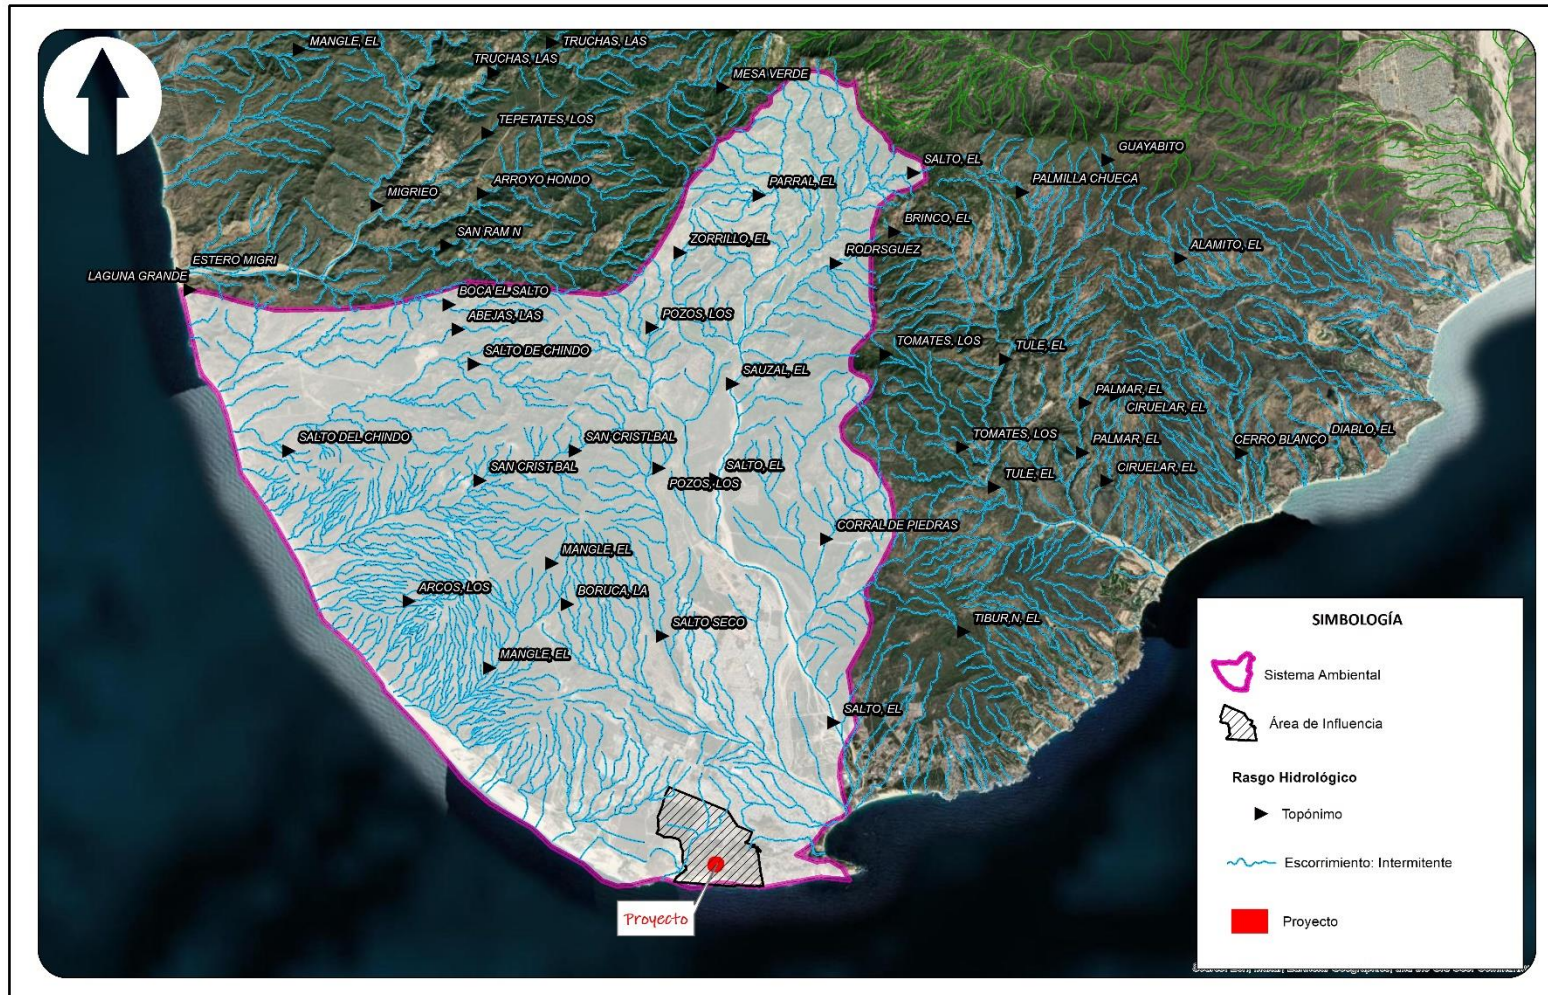 MANGLE, EL
TRUCHAS, LAS
TRUCHAS, LAS
MESA VERDE
TEPETATES, LOS
GUAYABITO
SALTO, EL
PARRAL, EL
ARROYO HONDO
PALMILLA CHUECA
MIGRIEO
BRINCO, EL
SAN RAM N
ZORRILLO, EL
RODRSGUEZ
ALAMITO, EL
ESTERO MIGRI
LAGUNA GRANDE
BOCA EL SALTO
ABEJAS, LAS
POZOS, LOS
SALTO DE CHINDO
TOMATES, LOS
TULE, EL
SAUZAL, EL
PALMAR, EL
CIRUELAR, EL
DIABLO, EL
SALTO DEL CHINDO
SAN CRISTLBAL
TOMATES, LOS
PALMAR, EL
CERRO BLANCO
SAN CRIST BAL
SALTO, EL
POZOS, LOS
TULE, EL
CIRUELAR, EL
CORRAL DE PIEDRAS
MANGLE, EL
ARCOS, LOS
BORUCA, LA
SALTO SECO
TIBUR,N, EL
MANGLE, EL
SALTO, EL
Proyecto
SIMBOLOGÍA
Sistema Ambiental
Área de Influencia
Rasgo Hidrológico
Topónimo
Escorrimiento: Intermitente
Proyecto